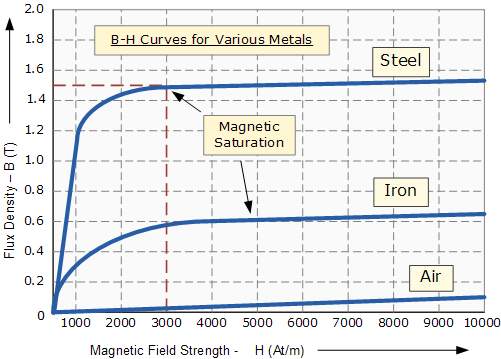 2.0
B-H Curves for Various Metals
1.8
Steel
1.6
1.4
Magnetic
Saturation
1.2
1.0
Iron
0.8
0.6
0.4
Air
0.2
0
Flux Density – B (T)
1000 2000 3000 4000 5000 6000 7000 8000 9000 10000
Magnetic Field Strength - H (At/m)